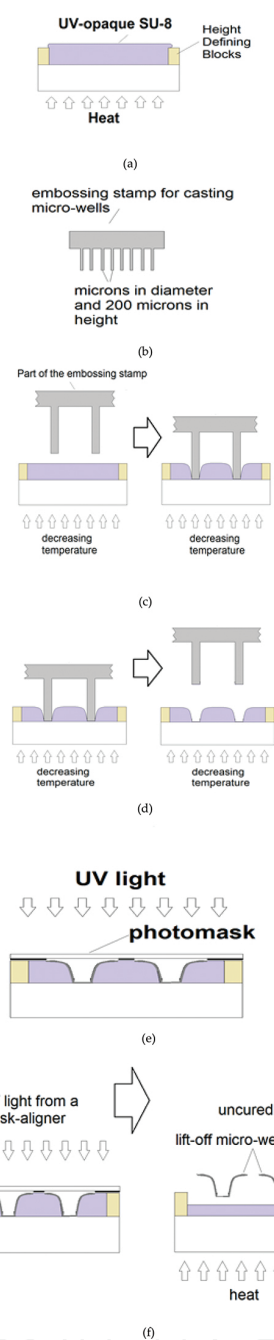 UV-opaque SU-8
Height
Defining
Blocks
Heat
(a)
embossing stamp for casting
micro-wells
microns in diameter
and 200 microns in
height
(b)
Part of the embossing stamp
decreasing
temperature
decreasing
temperature
(c)
decreasing
temperature
decreasing
temperature
(d)
UV light
photomask
(e)
light from a
sk-aligner
uncured
lift-off micro-we
heat
(f)